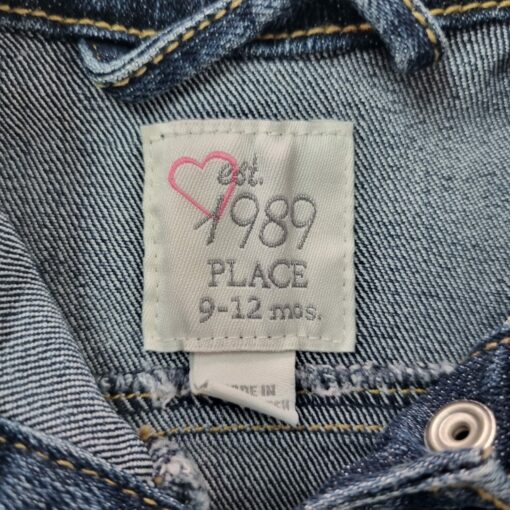 est.
1989
PLACE
9-12 mos.
MADE IN